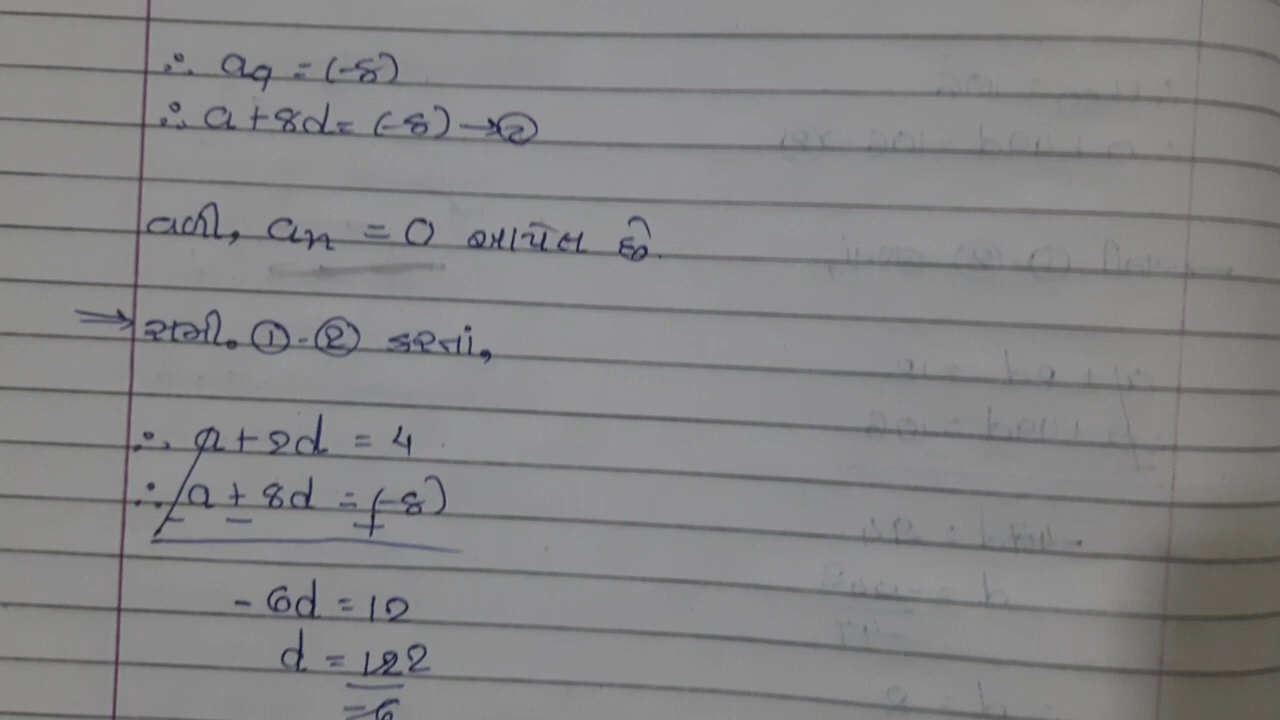 ∴ a₉ = (-8)
∴ a + 8d = (-8) → ②
વળી, aₙ = 0 આપેલ છે.
⇒ સમી. ① - ② કરતાં,
∴ a + 2d = 4
∴ a + 8d = (-8)
- - +
- 6d = 12
d = 12 2
-6